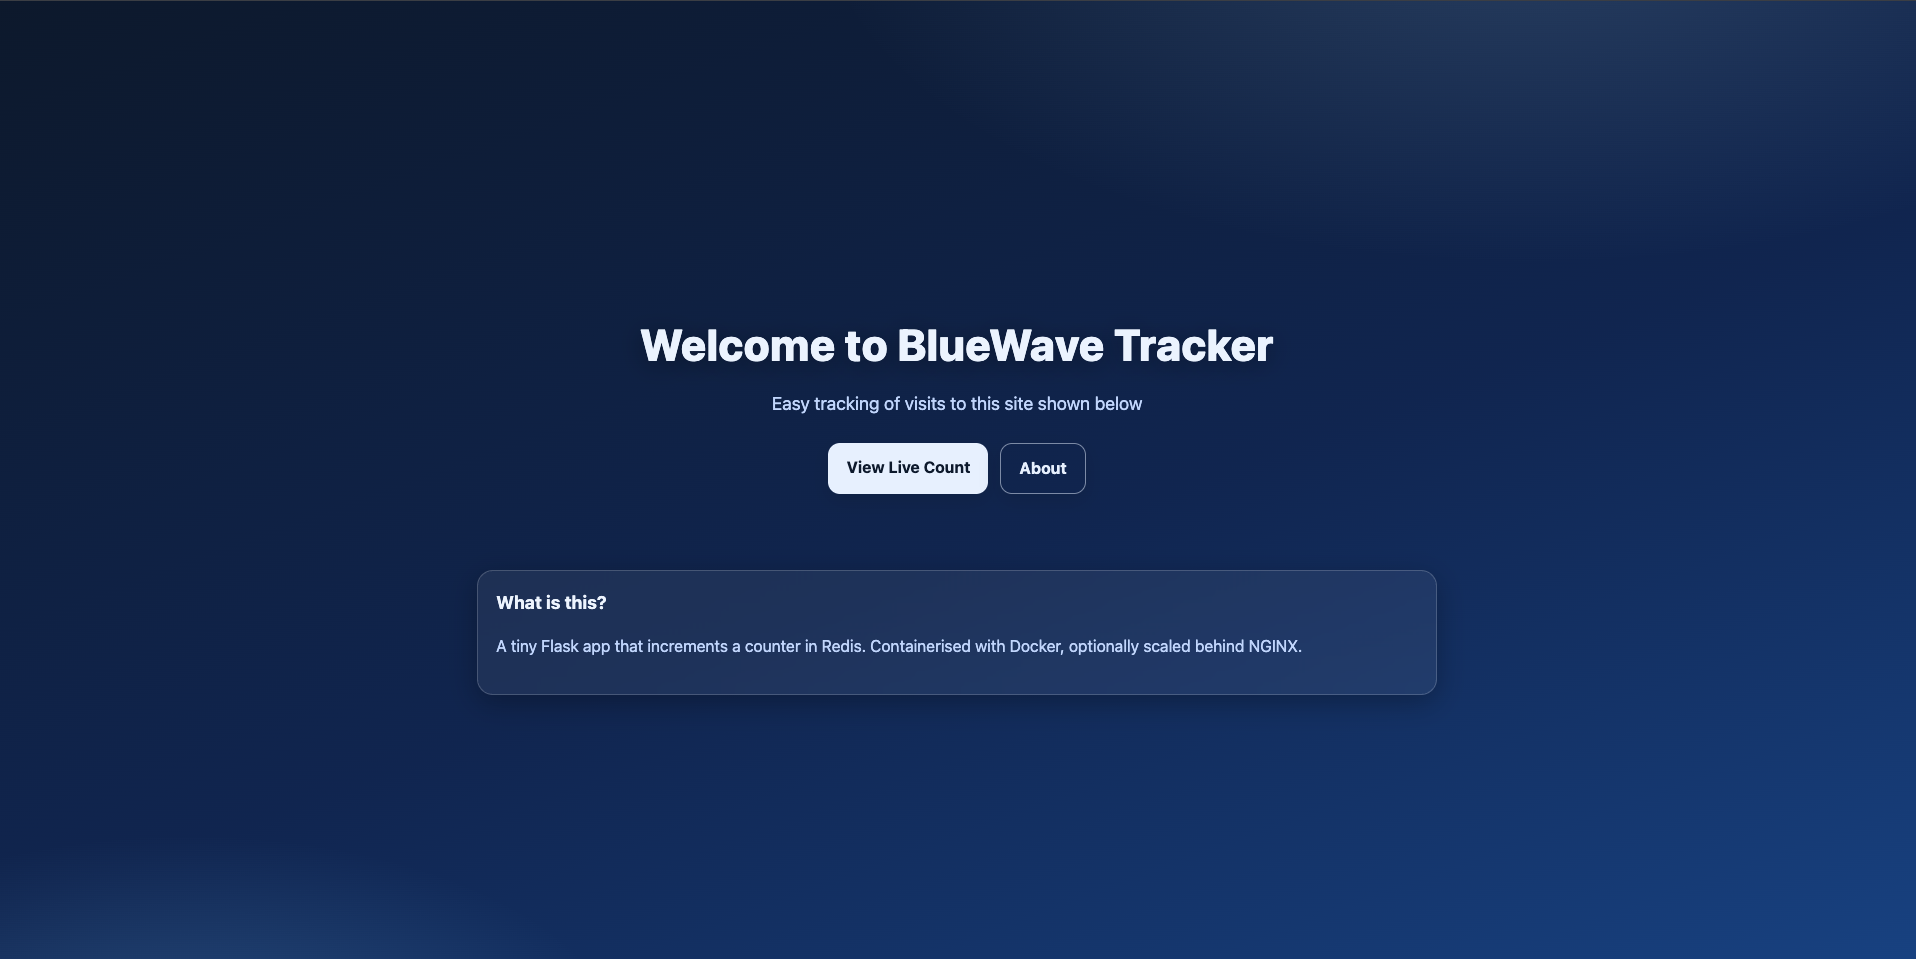 Welcome to BlueWave Tracker
Easy tracking of visits to this site shown below
View Live Count
About
What is this?
A tiny Flask app that increments a counter in Redis. Containerised with Docker, optionally scaled behind NGINX.